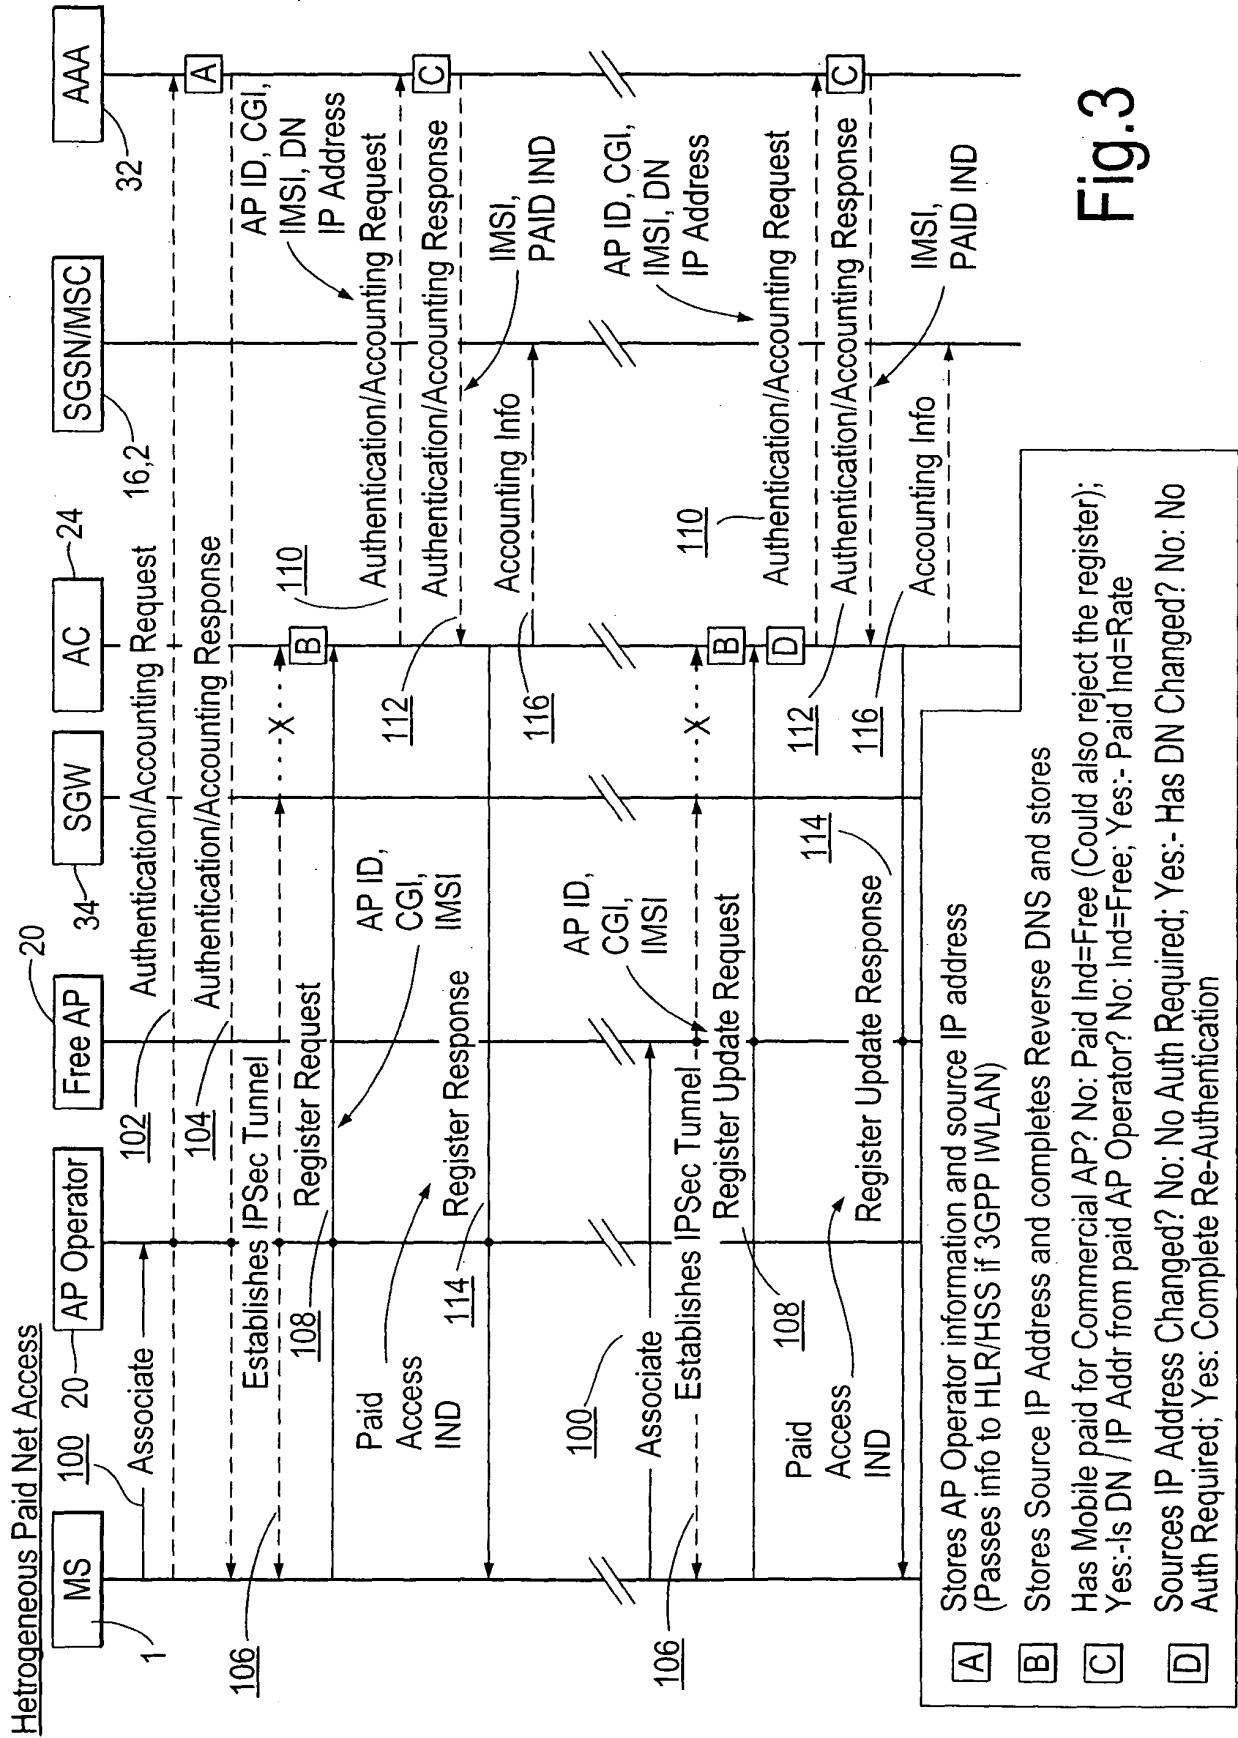 Hetrogeneous Paid Net Access
MS
AP Operator
Free AP
SGW
AC
SGSN/MSC
AAA
1
20
20
34
24
16,2
32
100
Associate
102
Authentication/Accounting Request
A
104
Authentication/Accounting Response
106
Establishes IPSec Tunnel
X
B
108
Register Request
AP ID,
CGI,
IMSI
110
AP ID, CGI,
IMSI, DN
IP Address
Authentication/Accounting Request
C
112
Authentication/Accounting Response
IMSI,
PAID IND
Paid
Access
IND
114
Register Response
116
Accounting Info
100
Associate
106
Establishes IPSec Tunnel
X
B
AP ID,
CGI,
IMSI
108
Register Update Request
D
110
AP ID, CGI,
IMSI, DN
IP Address
Authentication/Accounting Request
C
112
Authentication/Accounting Response
IMSI,
PAID IND
Paid
Access
IND
114
Register Update Response
116
Accounting Info
A Stores AP Operator information and source IP address
(Passes info to HLR/HSS if 3GPP IWLAN)
B Stores Source IP Address and completes Reverse DNS and stores
C Has Mobile paid for Commercial AP? No: Paid Ind=Free (Could also reject the register);
Yes:-Is DN / IP Addr from paid AP Operator? No: Ind=Free; Yes:- Paid Ind=Rate
D Sources IP Address Changed? No: No Auth Required; Yes:- Has DN Changed? No: No
Auth Required; Yes: Complete Re-Authentication
Fig.3